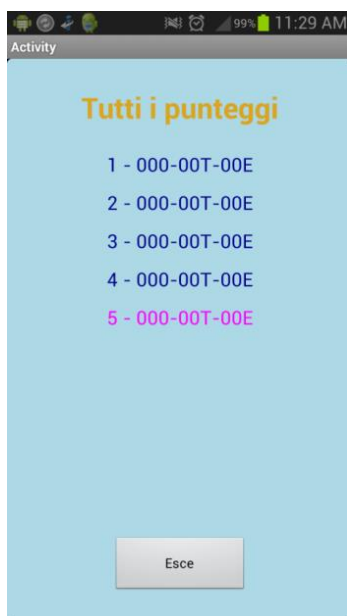 99% 11:29 AM
Activity
Tutti i punteggi
1 - 000-00T-00E
2 - 000-00T-00E
3 - 000-00T-00E
4 - 000-00T-00E
5 - 000-00T-00E
Esce